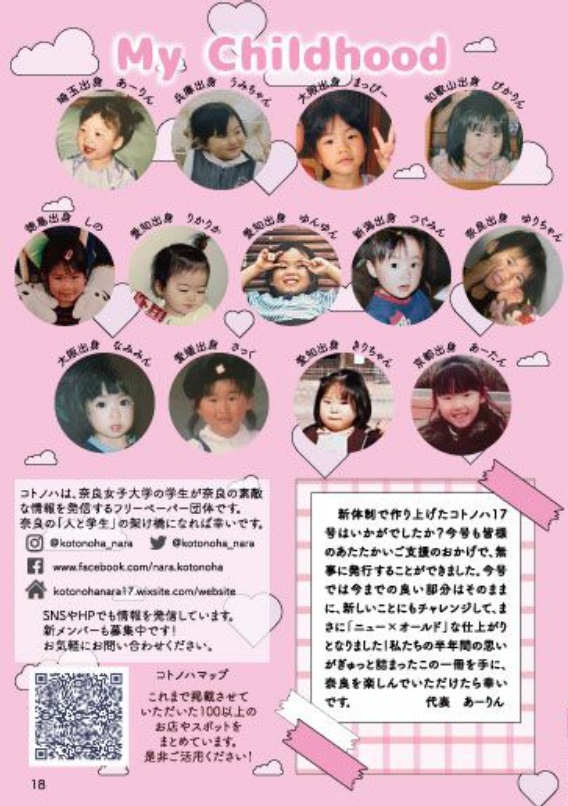 My Childhood
埼玉出身 あーりん
兵庫出身 うみちゃん
大阪出身 まっぴー
和歌山出身 ぴかりん
徳島出身 しの
愛知出身 りかりか
愛知出身 ゆんゆん
新潟出身 つぐみん
奈良出身 ゆりちゃん
大阪出身 なみみん
愛媛出身 さっく
愛知出身 きりちゃん
京都出身 あーたん
コトノハは、奈良女子大学の学生が奈良の素敵
な情報を発信するフリーペーパー団体です。
奈良の「人と学生」の架け橋になれば幸いです。
@kotonoha_nara @kotonoha_nara
www.facebook.com/nara.kotonoha
kotonohanara17.wixsite.com/website
SNSやHPでも情報を発信しています。
新メンバーも募集中です!
お気軽にお問い合わせください。
コトノハマップ
これまで掲載させて
いただいた100以上の
お店やスポットを
まとめています。
是非ご活用ください!
新体制で作り上げたコトノハ17
号はいかがでしたか?今号も皆様
のあたたかいご支援のおかげで、無
事に発行することができました。今号
では今までの良い部分はそのまま
に、新しいことにもチャレンジして、ま
さに「ニュー×オールド」な仕上がり
となりました!私たちの半年間の思い
がぎゅっと詰まったこの一冊を手に、
奈良を楽しんでいただけたら幸い
です。 代表 あーりん
18